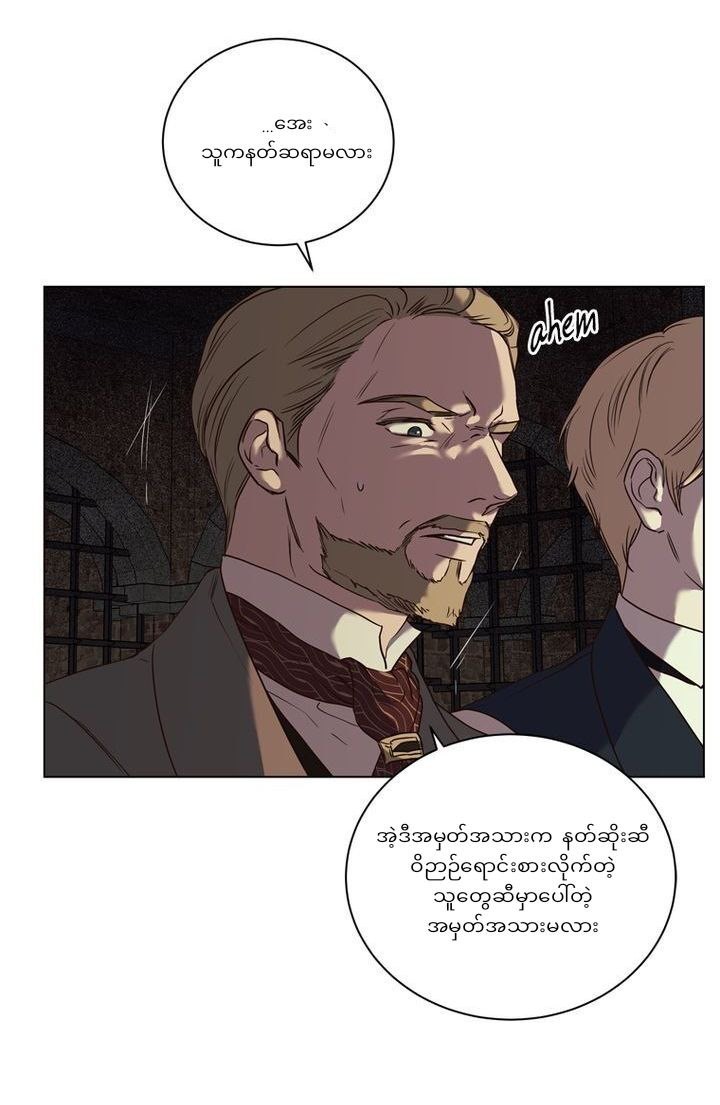 ...အေး、
သူကနတ်ဆရာမလား
ahem
အဲ့ဒီအမှတ်အသားက နတ်ဆိုးဆီ
ဝိညာဉ်ရောင်းစားလိုက်တဲ့
သူတွေဆီမှာပေါ်တဲ့
အမှတ်အသားမလား